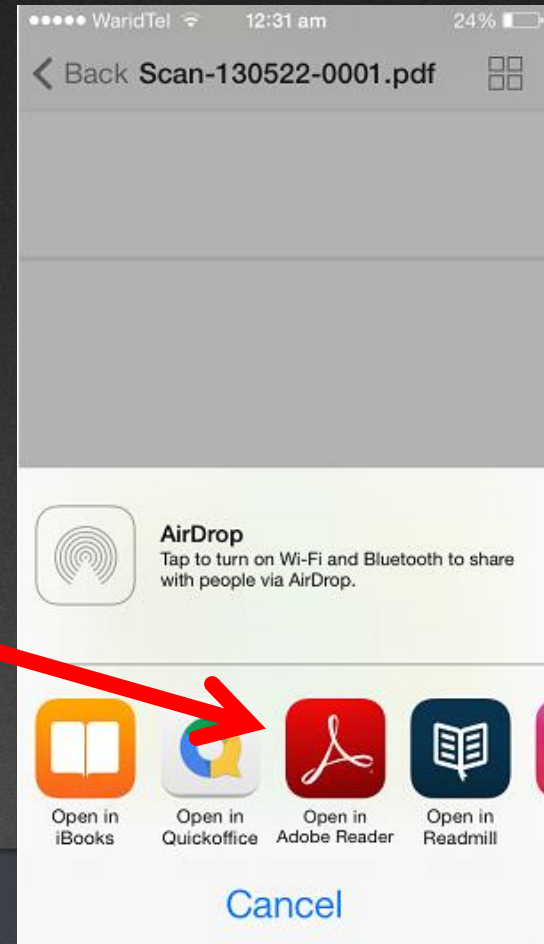 WaridTel 12:31 am 24%
Back Scan-130522-0001.pdf
AirDrop
Tap to turn on Wi-Fi and Bluetooth to share
with people via AirDrop.
Open in Open in Open in Open in
iBooks Quickoffice Adobe Reader Readmill
Cancel